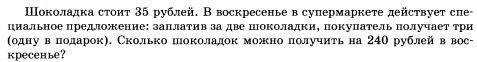 Шоколадка стоит 35 рублей. В воскресенье в супермаркете действует спе-
циальное предложение: заплатив за две шоколадки, покупатель получает три
(одну в подарок). Сколько шоколадок можно получить на 240 рублей в вос-
кресенье?